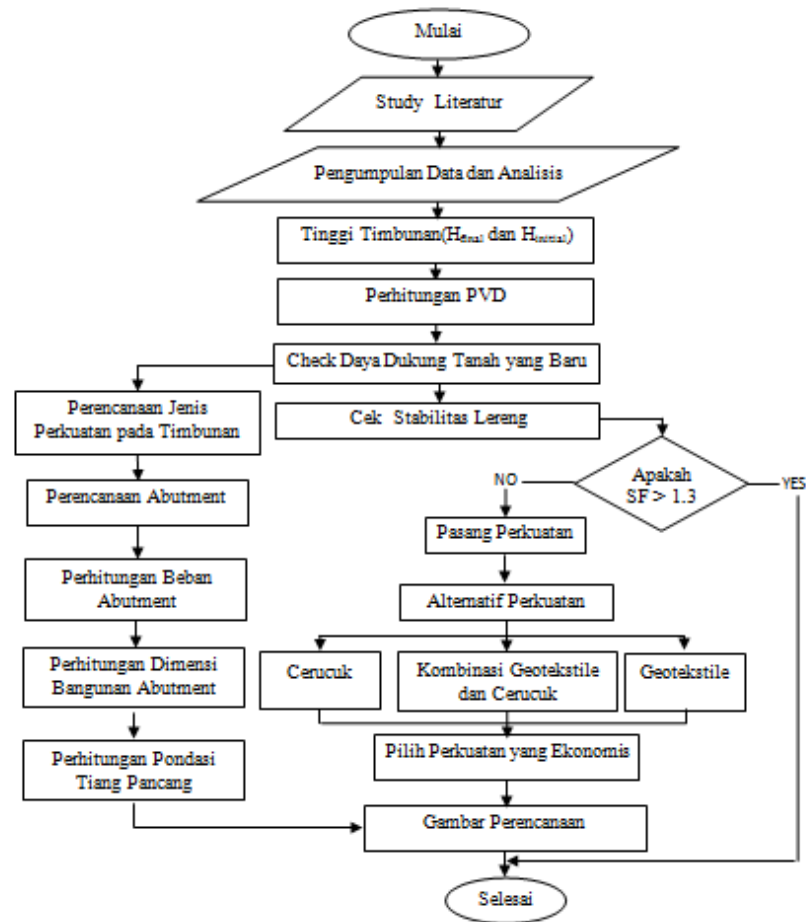 Mulai
Study Literatur
Pengumpulan Data dan Analisis
Tinggi Timbunan(Hfinal dan Hinitial)
Perhitungan PVD
Check Daya Dukung Tanah yang Baru
Perencanaan Jenis
Perkuatan pada Timbunan
Cek Stabilitas Lereng
Perencanaan Abutment
Apakah
SF > 1.3
NO
YES
Pasang Perkuatan
Perhitungan Beban
Abutment
Alternatif Perkuatan
Perhitungan Dimensi
Bangunan Abutment
Cerucuk
Kombinasi Geotekstile
dan Cerucuk
Geotekstile
Perhitungan Pondasi
Tiang Pancang
Pilih Perkuatan yang Ekonomis
Gambar Perencanaan
Selesai